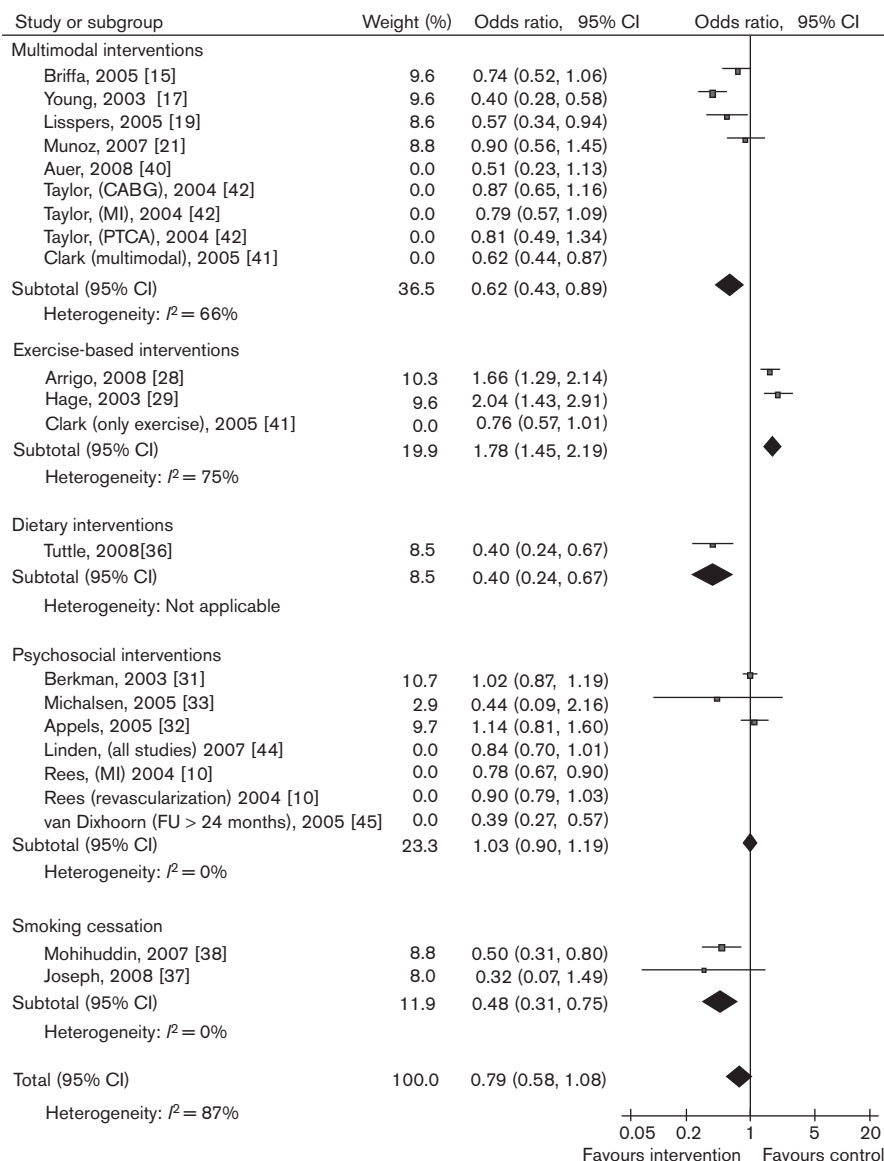 Study or subgroup Weight (%) Odds ratio, 95% CI Odds ratio, 95% CI
Multimodal interventions
Briffa, 2005 [15] 9.6 0.74 (0.52, 1.06)
Young, 2003 [17] 9.6 0.40 (0.28, 0.58)
Lisspers, 2005 [19] 8.6 0.57 (0.34, 0.94)
Munoz, 2007 [21] 8.8 0.90 (0.56, 1.45)
Auer, 2008 [40] 0.0 0.51 (0.23, 1.13)
Taylor, (CABG), 2004 [42] 0.0 0.87 (0.65, 1.16)
Taylor, (MI), 2004 [42] 0.0 0.79 (0.57, 1.09)
Taylor, (PTCA), 2004 [42] 0.0 0.81 (0.49, 1.34)
Clark (multimodal), 2005 [41] 0.0 0.62 (0.44, 0.87)
Subtotal (95% CI) 36.5 0.62 (0.43, 0.89)
Heterogeneity: I² = 66%
Exercise-based interventions
Arrigo, 2008 [28] 10.3 1.66 (1.29, 2.14)
Hage, 2003 [29] 9.6 2.04 (1.43, 2.91)
Clark (only exercise), 2005 [41] 0.0 0.76 (0.57, 1.01)
Subtotal (95% CI) 19.9 1.78 (1.45, 2.19)
Heterogeneity: I² = 75%
Dietary interventions
Tuttle, 2008[36] 8.5 0.40 (0.24, 0.67)
Subtotal (95% CI) 8.5 0.40 (0.24, 0.67)
Heterogeneity: Not applicable
Psychosocial interventions
Berkman, 2003 [31] 10.7 1.02 (0.87, 1.19)
Michalsen, 2005 [33] 2.9 0.44 (0.09, 2.16)
Appels, 2005 [32] 9.7 1.14 (0.81, 1.60)
Linden, (all studies) 2007 [44] 0.0 0.84 (0.70, 1.01)
Rees, (MI) 2004 [10] 0.0 0.78 (0.67, 0.90)
Rees (revascularization) 2004 [10] 0.0 0.90 (0.79, 1.03)
van Dixhoorn (FU > 24 months), 2005 [45] 0.0 0.39 (0.27, 0.57)
Subtotal (95% CI) 23.3 1.03 (0.90, 1.19)
Heterogeneity: I² = 0%
Smoking cessation
Mohihuddin, 2007 [38] 8.8 0.50 (0.31, 0.80)
Joseph, 2008 [37] 8.0 0.32 (0.07, 1.49)
Subtotal (95% CI) 11.9 0.48 (0.31, 0.75)
Heterogeneity: I² = 0%
Total (95% CI) 100.0 0.79 (0.58, 1.08)
Heterogeneity: I² = 87%
0.05 0.2 1 5 20
Favours intervention Favours control